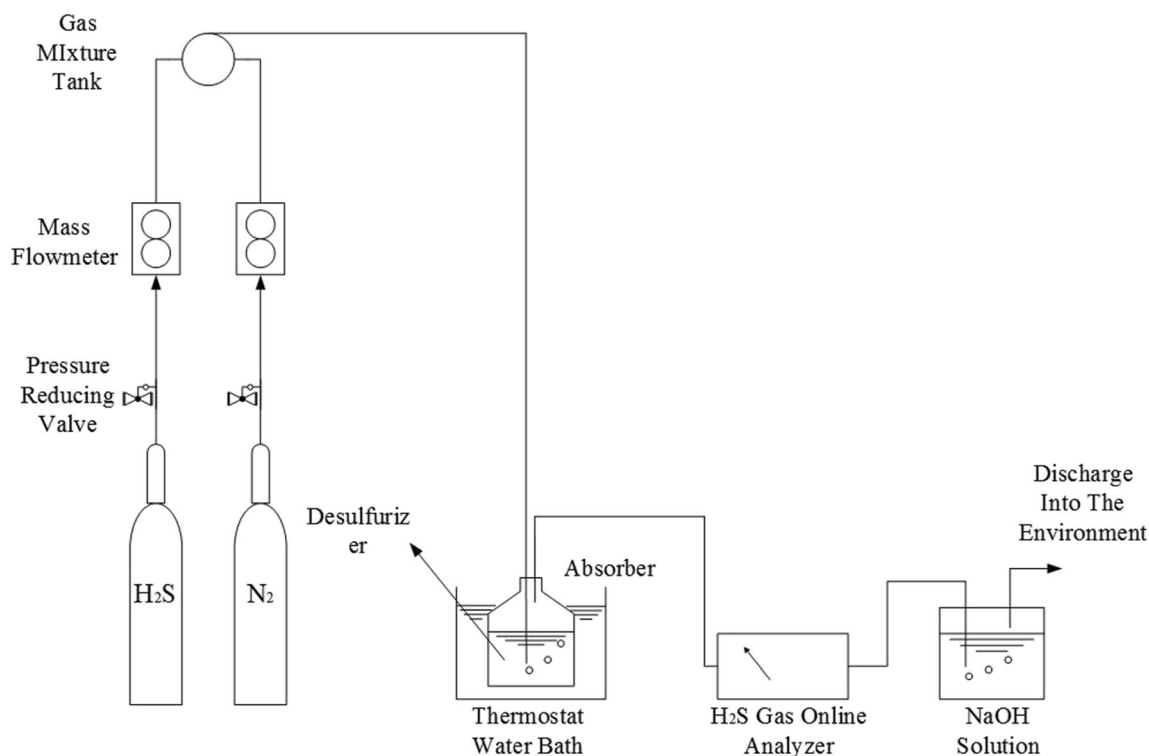 Gas
MIxture
Tank
Mass
Flowmeter
Pressure
Reducing
Valve
H₂S
N₂
Desulfuriz
er
Absorber
Discharge
Into The
Environment
Thermostat
Water Bath
H₂S Gas Online
Analyzer
NaOH
Solution